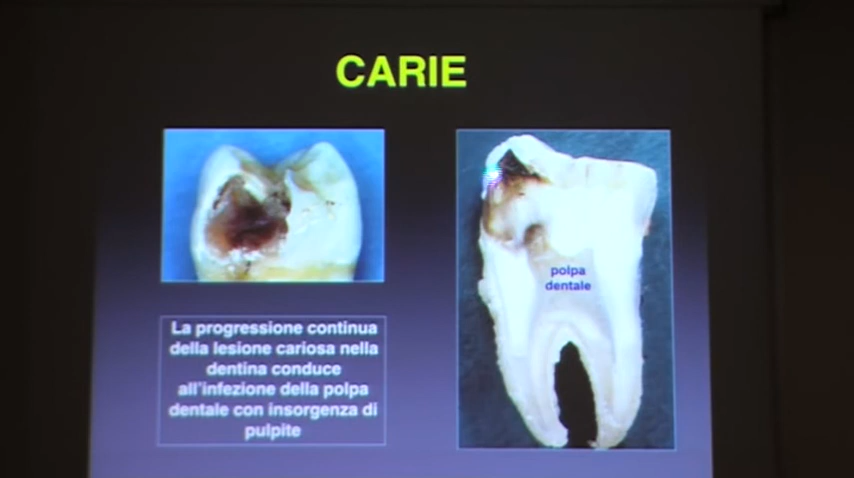 CARIE
polpa
dentale
La progressione continua
della lesione cariosa nella
dentina conduce
all'infezione della polpa
dentale con insorgenza di
pulpite